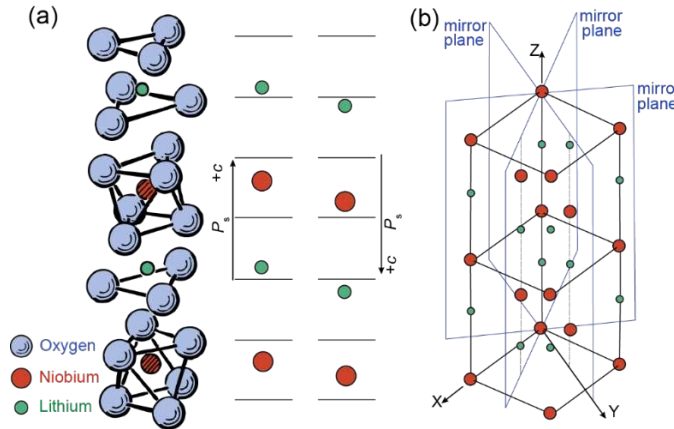 (a)
+c
Ps
Ps
+c
Oxygen
Niobium
Lithium
(b)
mirror
plane
Z
mirror
plane
mirror
plane
X
Y